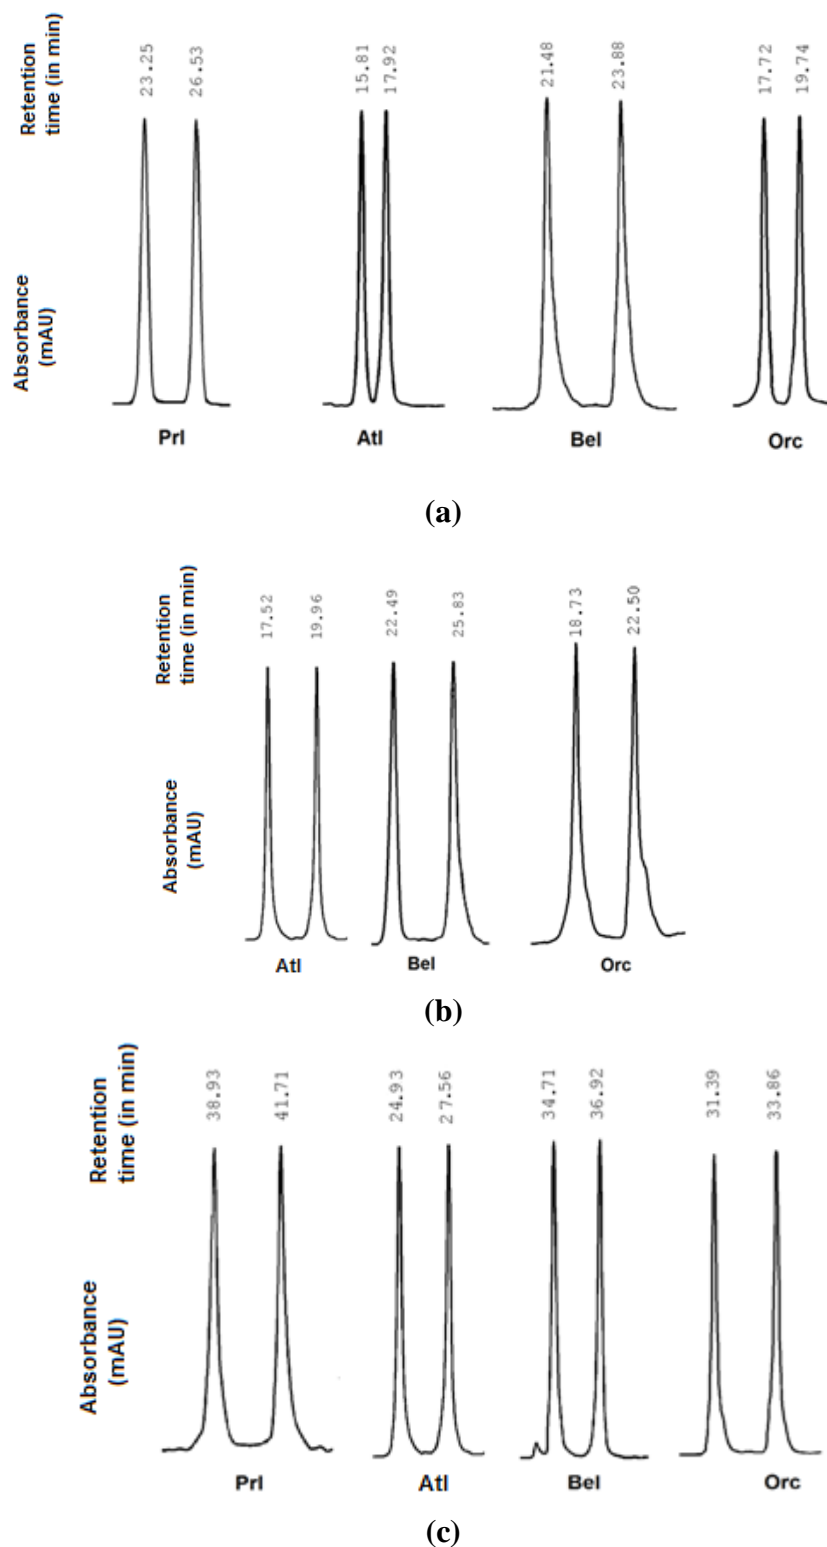 Retention
time (in min)
23.25
26.53
15.81
17.92
21.48
23.88
17.72
19.74
Absorbance
(mAU)
Prl
Atl
Bel
Orc
(a)
Retention
time (in min)
17.52
19.96
22.49
25.83
18.73
22.50
Absorbance
(mAU)
Atl
Bel
Orc
(b)
Retention
time (in min)
38.93
41.71
24.93
27.56
34.71
36.92
31.39
33.86
Absorbance
(mAU)
Prl
Atl
Bel
Orc
(c)